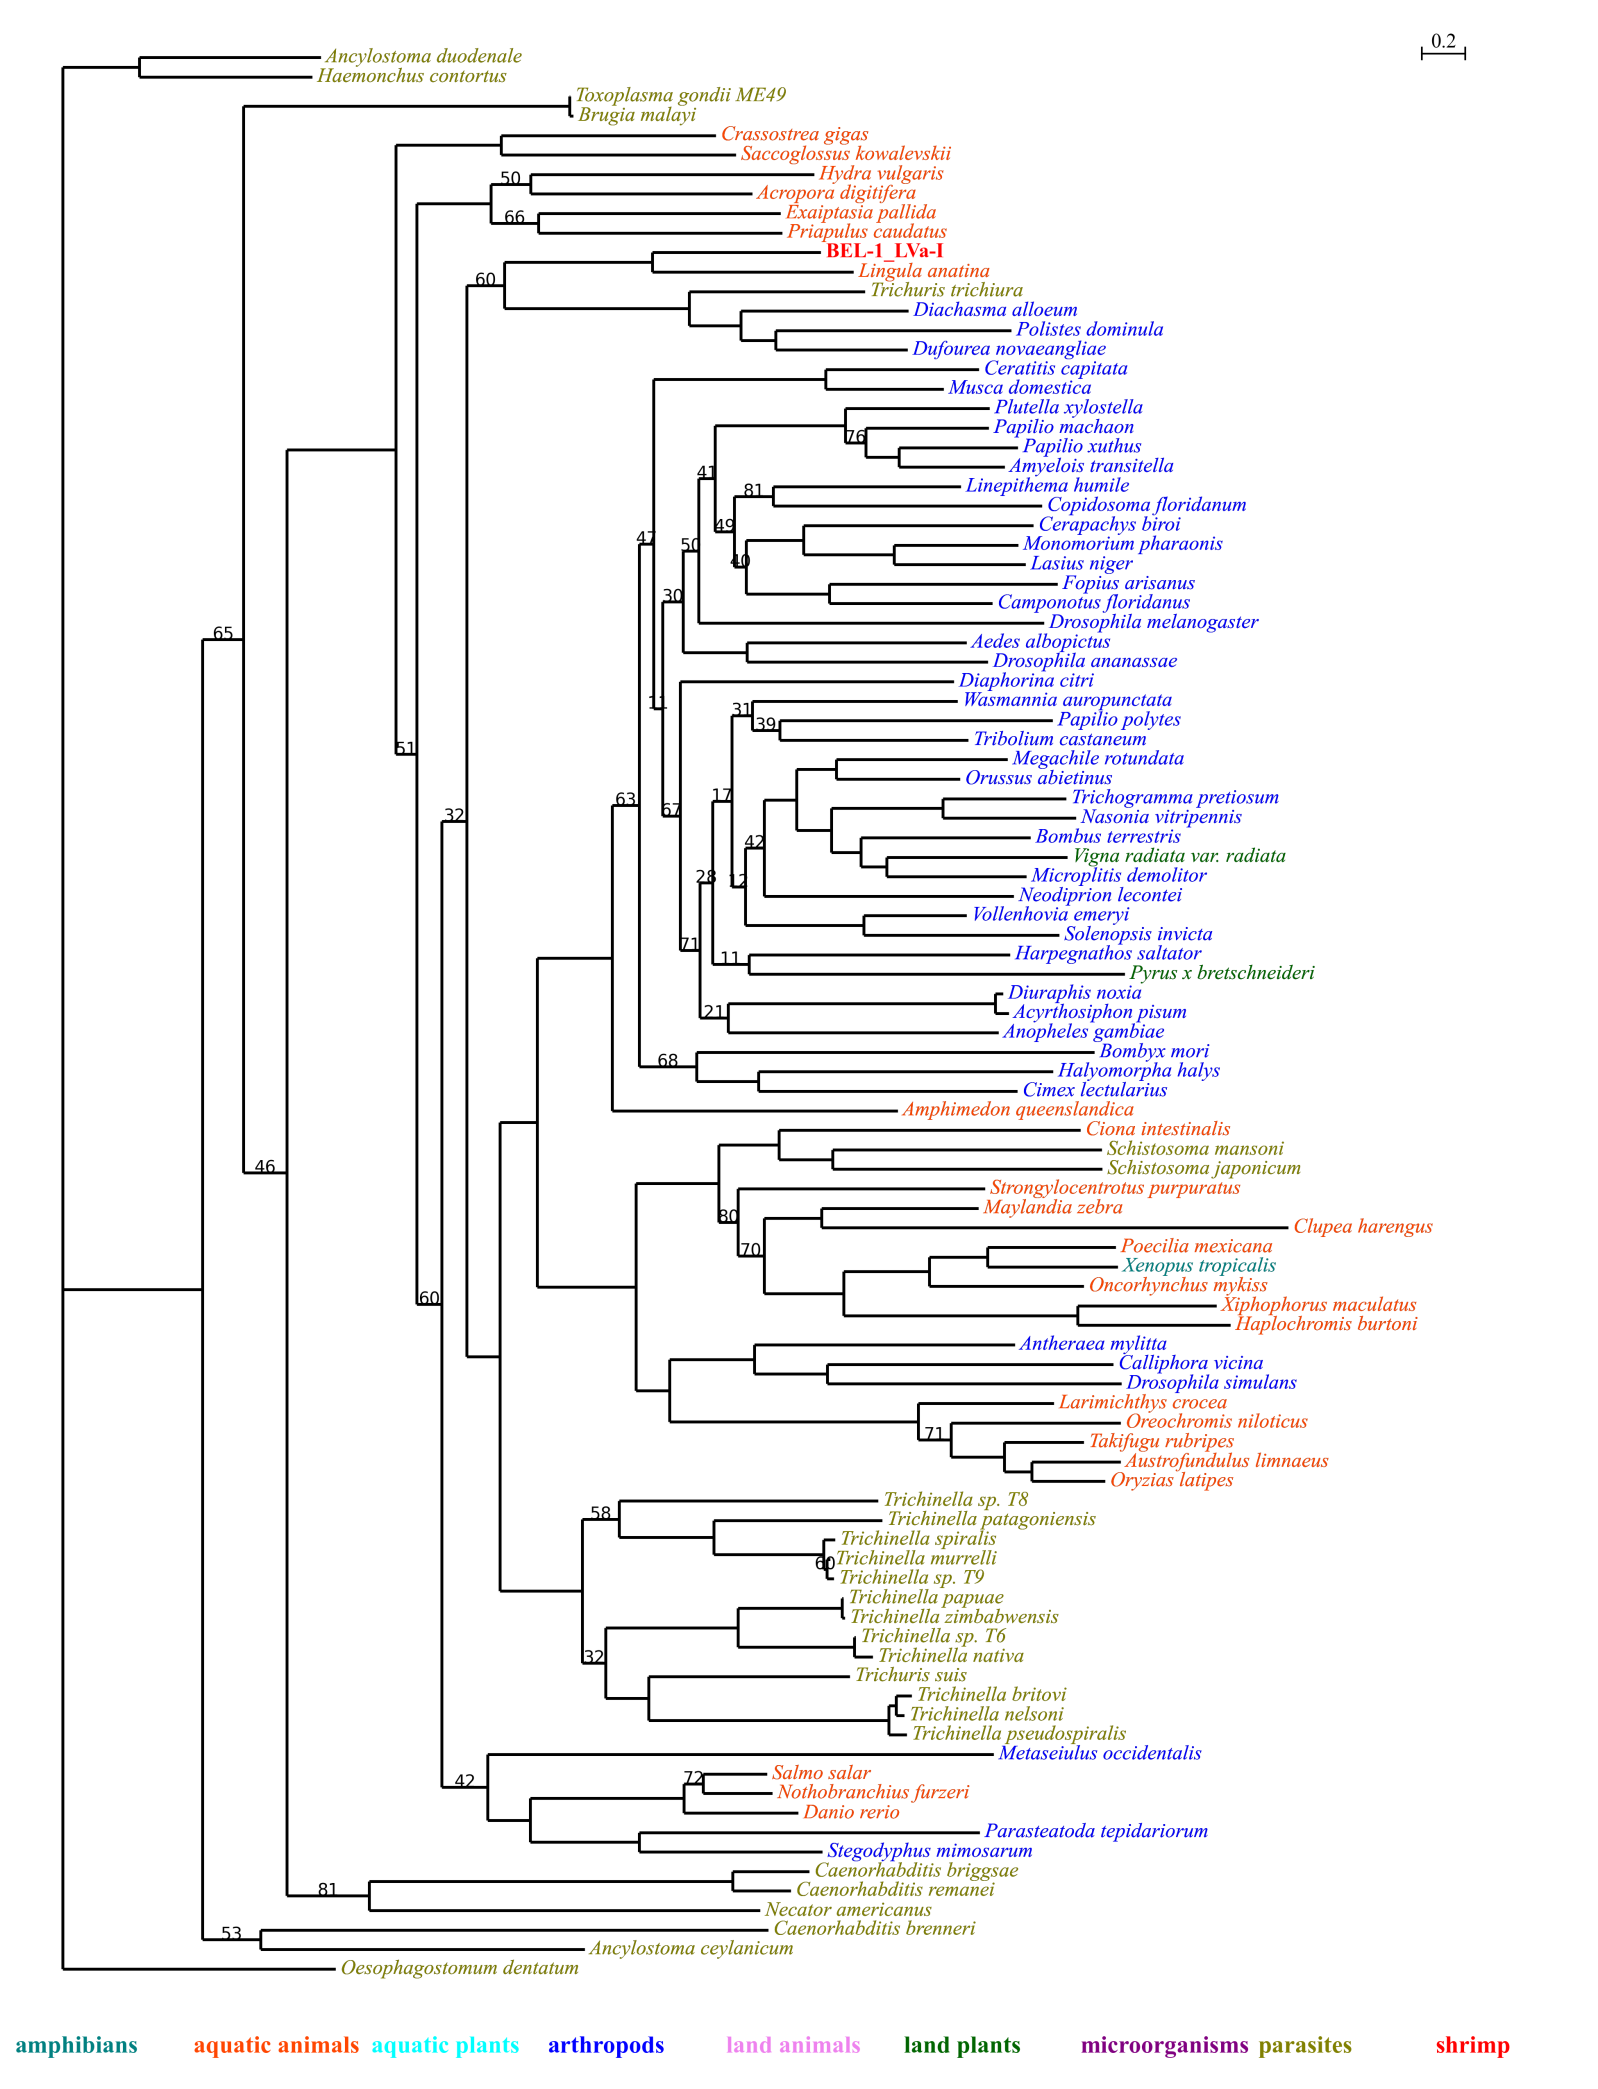 0.2
Ancylostoma duodenale
Haemonchus contortus
Toxoplasma gondii ME49
Brugia malayi
Crassostrea gigas
Saccoglossus kowalevskii
Hydra vulgaris
50
Acropora digitifera
Exaiptasia pallida
66
Priapulus caudatus
BEL-1_LVa-I
Lingula anatina
60
Trichuris trichiura
Diachasma alloeum
Polistes dominula
Dufourea novaeangliae
Ceratitis capitata
Musca domestica
Plutella xylostella
Papilio machaon
76
Papilio xuthus
Amyelois transitella
41
Linepithema humile
81
Copidosoma floridanum
Cerapachys biroi
49
Monomorium pharaonis
47
50
Lasius niger
40
Fopius arisanus
30
Camponotus floridanus
Drosophila melanogaster
65
Aedes albopictus
Drosophila ananassae
Diaphorina citri
Wasmannia auropunctata
11
31
Papilio polytes
39
Tribolium castaneum
51
Megachile rotundata
Orussus abietinus
17
63
Trichogramma pretiosum
67
32
Nasonia vitripennis
Bombus terrestris
42
Vigna radiata var. radiata
28
12
Microplitis demolitor
Neodiprion lecontei
Vollenhovia emeryi
Solenopsis invicta
71
Harpegnathos saltator
11
Pyrus x bretschneideri
Diuraphis noxia
21
Acyrthosiphon pisum
Anopheles gambiae
Bombyx mori
68
Halyomorpha halys
Cimex lectularius
Amphimedon queenslandica
Ciona intestinalis
Schistosoma mansoni
46
Schistosoma japonicum
Strongylocentrotus purpuratus
Maylandia zebra
80
Clupea harengus
Poecilia mexicana
70
Xenopus tropicalis
Oncorhynchus mykiss
60
Xiphophorus maculatus
Haplochromis burtoni
Antheraea mylitta
Calliphora vicina
Drosophila simulans
Larimichthys crocea
Oreochromis niloticus
71
Takifugu rubripes
Austrofundulus limnaeus
Oryzias latipes
Trichinella sp. T8
58
Trichinella patagoniensis
Trichinella spiralis
Trichinella murrelli
60
Trichinella sp. T9
Trichinella papuae
Trichinella zimbabwensis
Trichinella sp. T6
32
Trichinella nativa
Trichuris suis
Trichinella britovi
Trichinella nelsoni
Trichinella pseudospiralis
Metaseiulus occidentalis
42
72
Salmo salar
Nothobranchius furzeri
Danio rerio
Parasteatoda tepidariorum
Stegodyphus mimosarum
Caenorhabditis briggsae
81
Caenorhabditis remanei
Necator americanus
Caenorhabditis brenneri
53
Ancylostoma ceylanicum
Oesophagostomum dentatum
amphibians aquatic animals aquatic plants arthropods land animals land plants microorganisms parasites shrimp